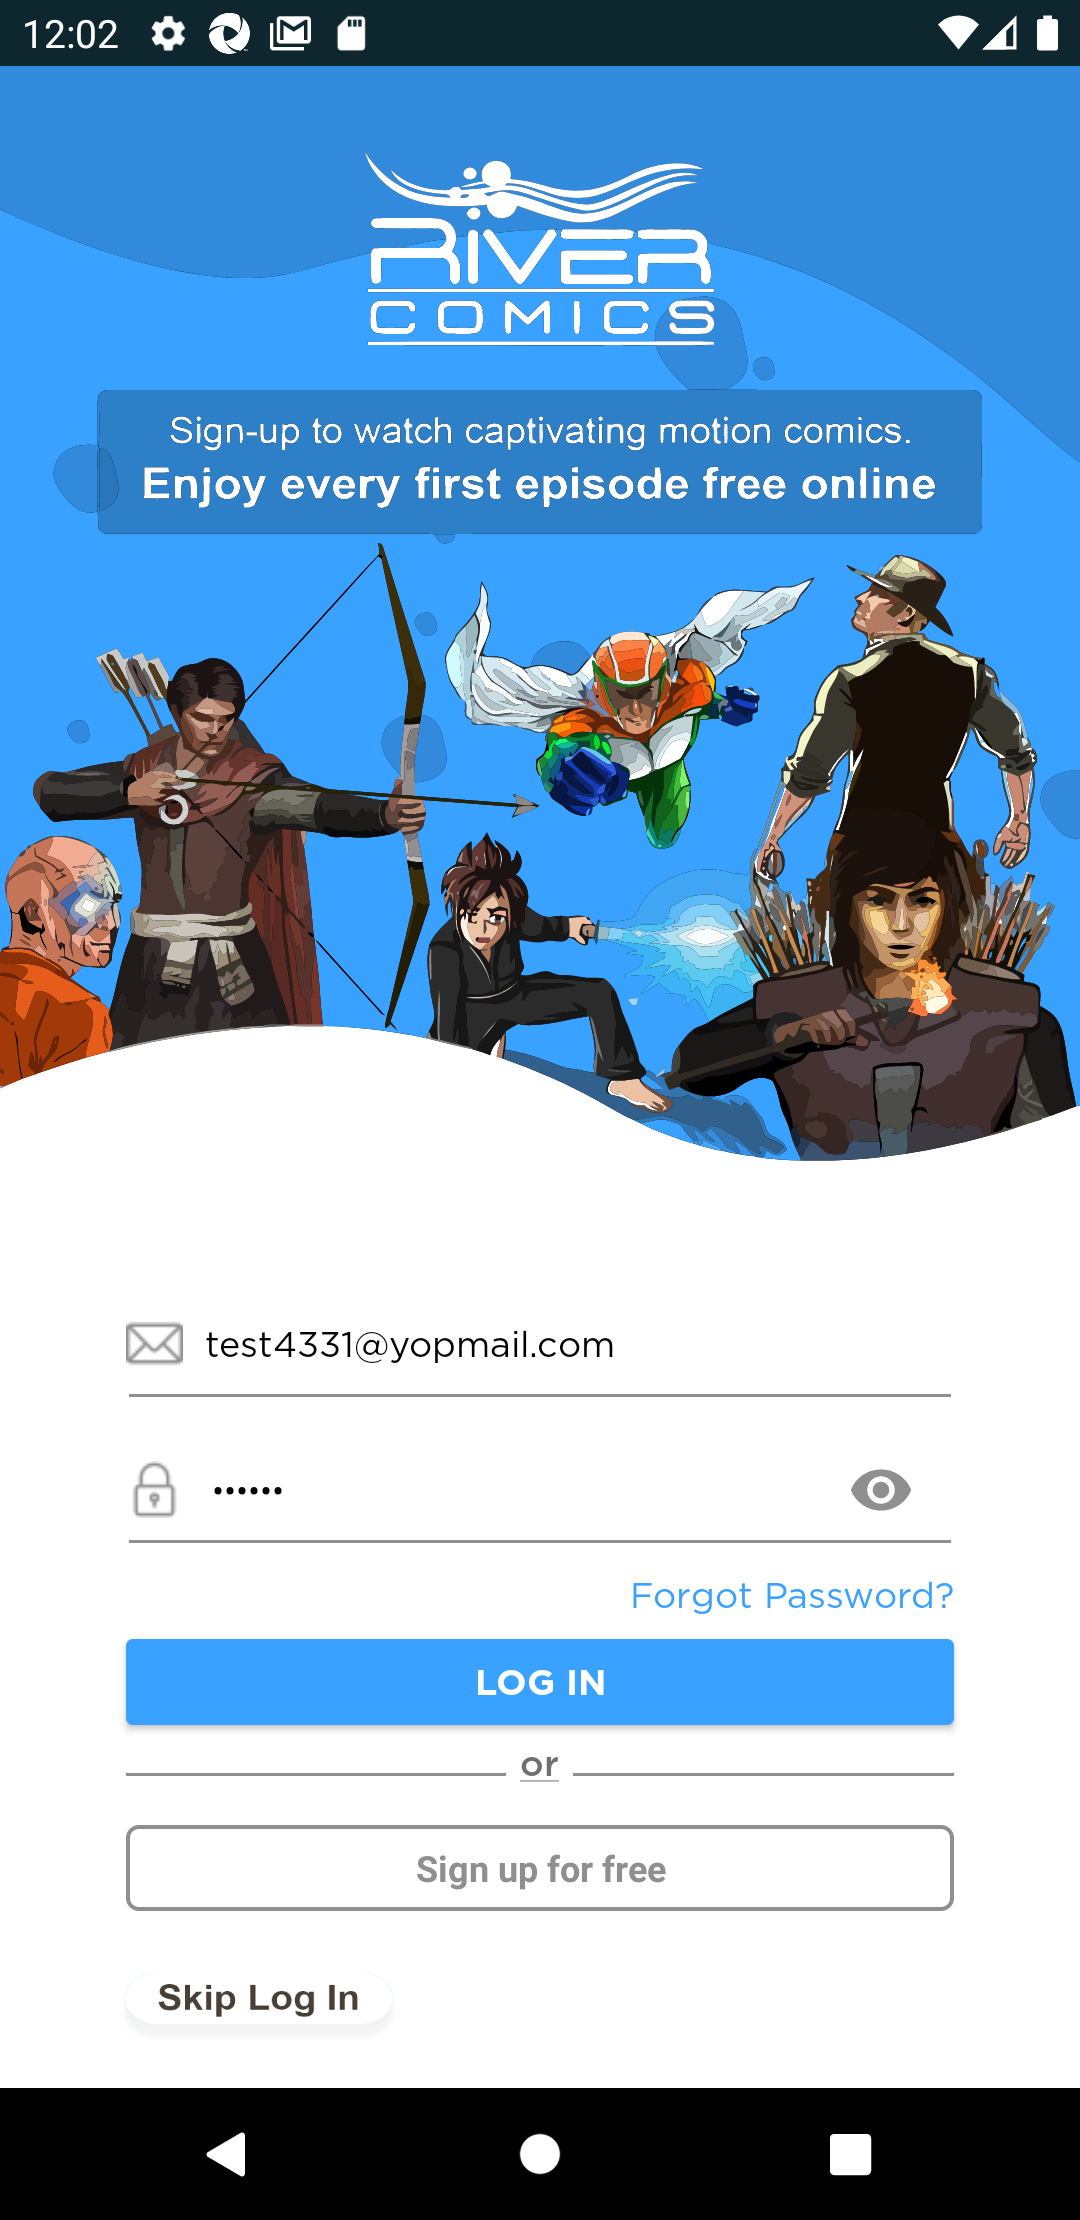 12:02
RIVER
COMICS
Sign-up to watch captivating motion comics.
Enjoy every first episode free online
test4331@yopmail.com
••••••
Forgot Password?
LOG IN
or
Sign up for free
Skip Log In